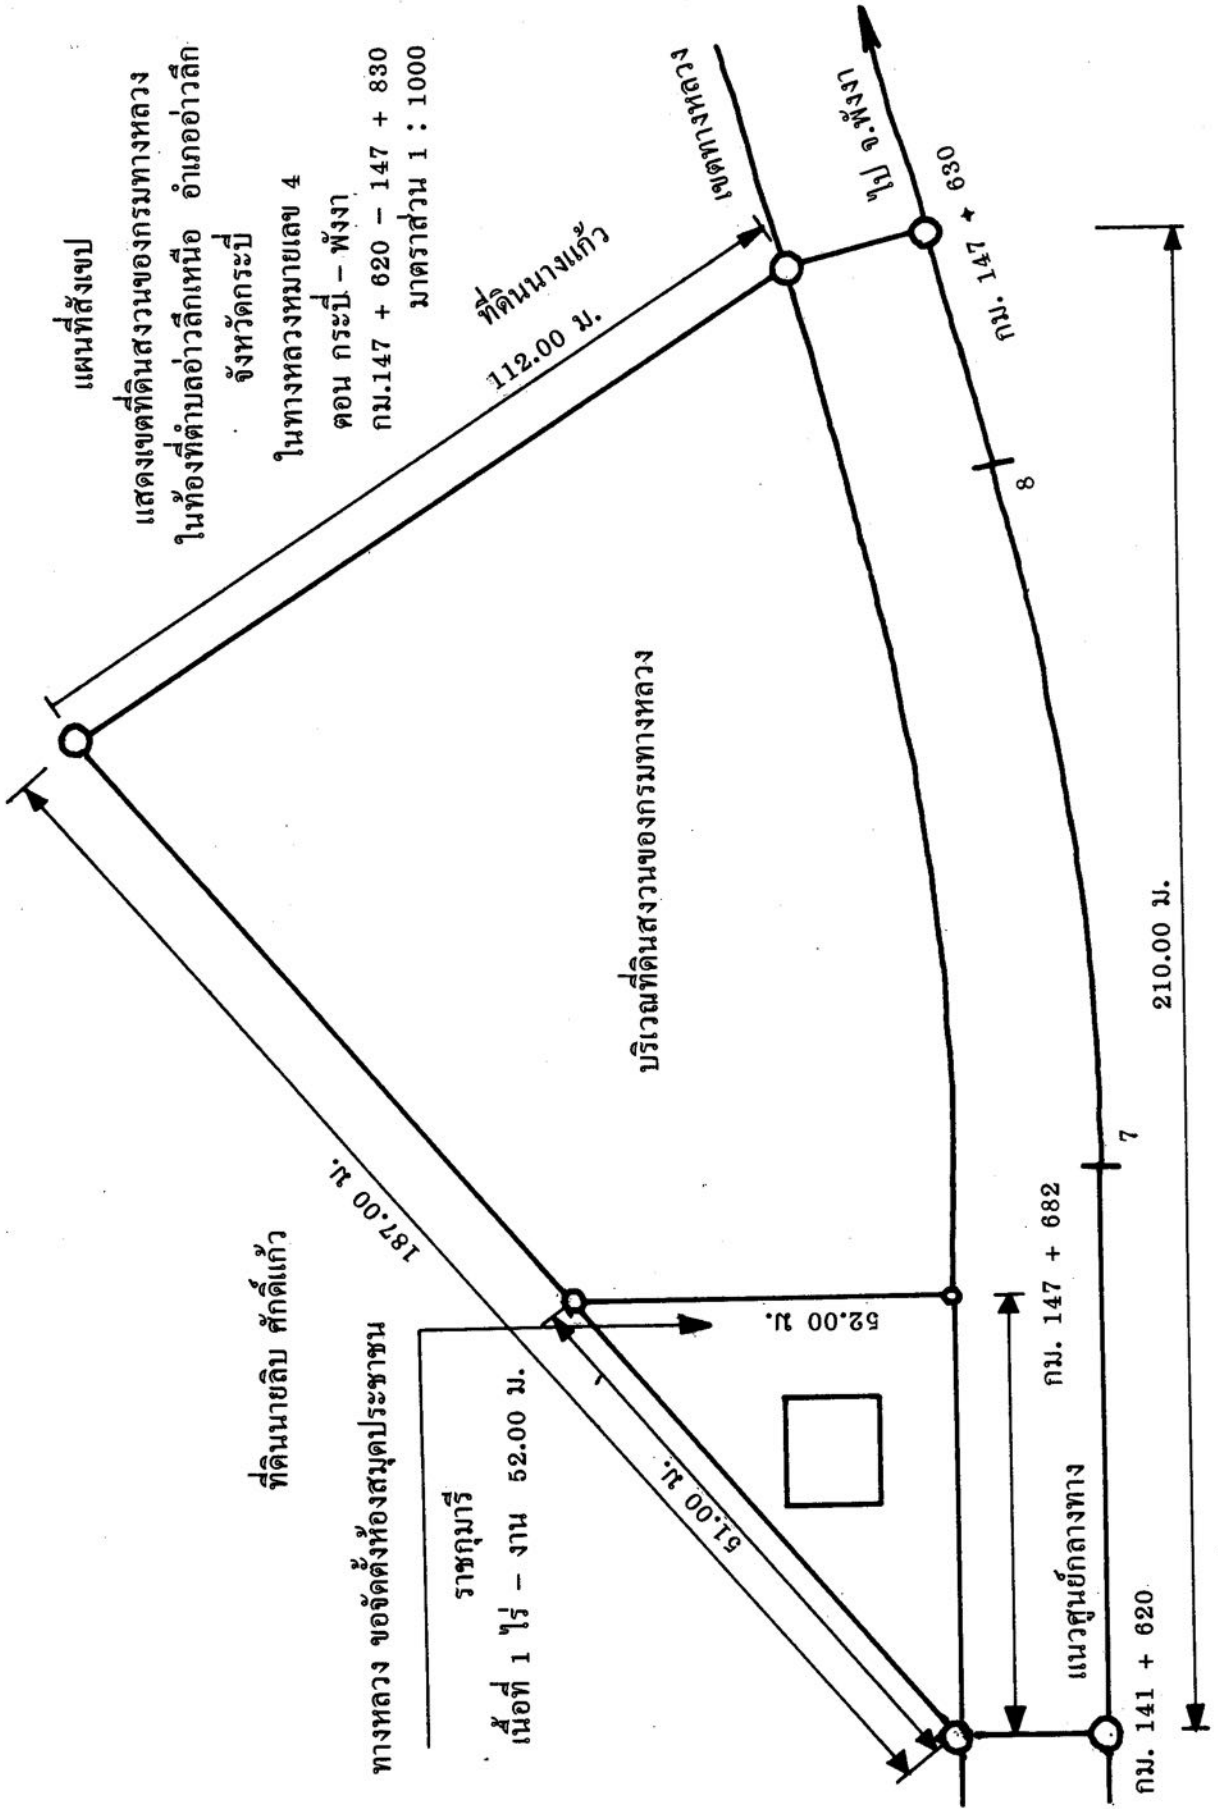 แผนที่สังเขป
แสดงเขตที่ดินสงวนของกรมทางหลวง
ในท้องที่ตำบลอ่าวลึกเหนือ อำเภออ่าวลึก
จังหวัดกระบี่
ในทางหลวงหมายเลข 4
ตอน กระบี่ - พังงา
กม.147 + 620 - 147 + 830
มาตราส่วน 1 : 1000
ที่ดินนางแก้ว
112.00 ม.
เขตทางหลวง
ไป จ.พังงา
กม. 147 + 630
8
บริเวณที่ดินสงวนของกรมทางหลวง
187.00 ม.
ที่ดินนายลิบ ศักดิ์แก้ว
ทางหลวง ขอจัดตั้งห้องสมุดประชาชน
ราชกุมารี
เนื้อที่ 1 ไร่ - งาน 52.00 ม.
51.00 ม.
52.00 ม.
กม. 147 + 682
7
210.00 ม.
แนวศูนย์กลางทาง
กม. 141 + 620